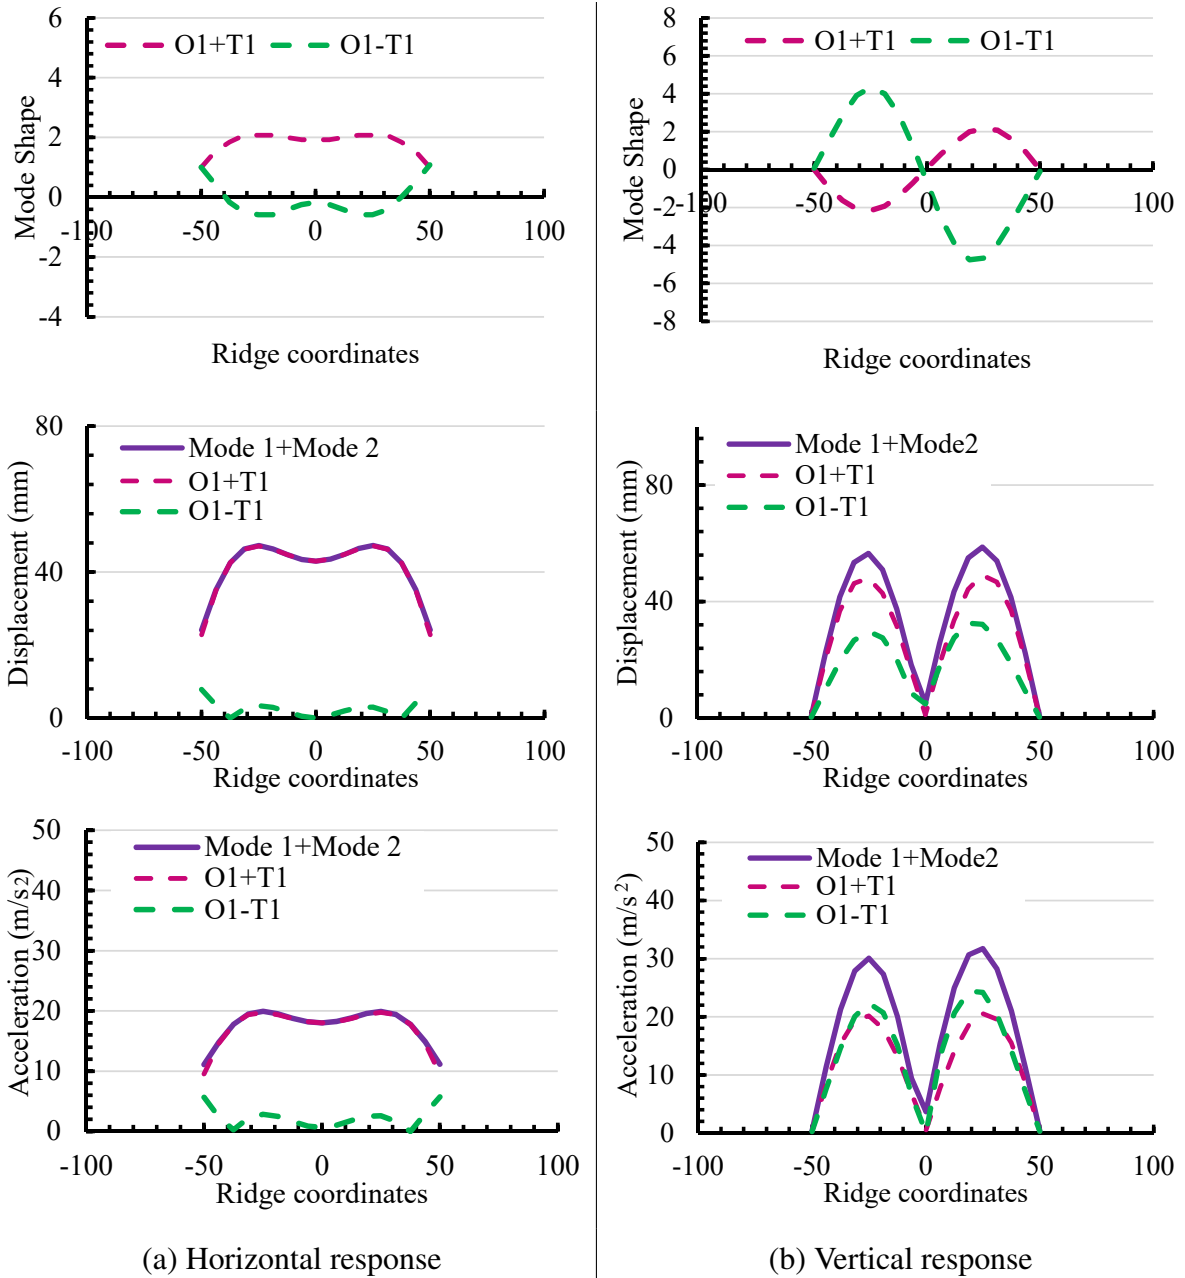 O1+T1 O1-T1
6
4
2
0
-2
-4
-100 -50 0 50 100
Mode Shape
Ridge coordinates
O1+T1 O1-T1
8
6
4
2
0
-2
-4
-6
-8
-100 -50 0 50 100
Mode Shape
Ridge coordinates
Mode 1+Mode 2
O1+T1
O1-T1
80
40
0
-100 -50 0 50 100
Displacement (mm)
Ridge coordinates
Mode 1+Mode2
O1+T1
O1-T1
80
40
0
-100 -50 0 50 100
Displacement (mm)
Ridge coordinates
Mode 1+Mode 2
O1+T1
O1-T1
50
40
30
20
10
0
-100 -50 0 50 100
Acceleration (m/s2)
Ridge coordinates
Mode 1+Mode2
O1+T1
O1-T1
50
40
30
20
10
0
-100 -50 0 50 100
Acceleration (m/s²)
Ridge coordinates
(a) Horizontal response
(b) Vertical response